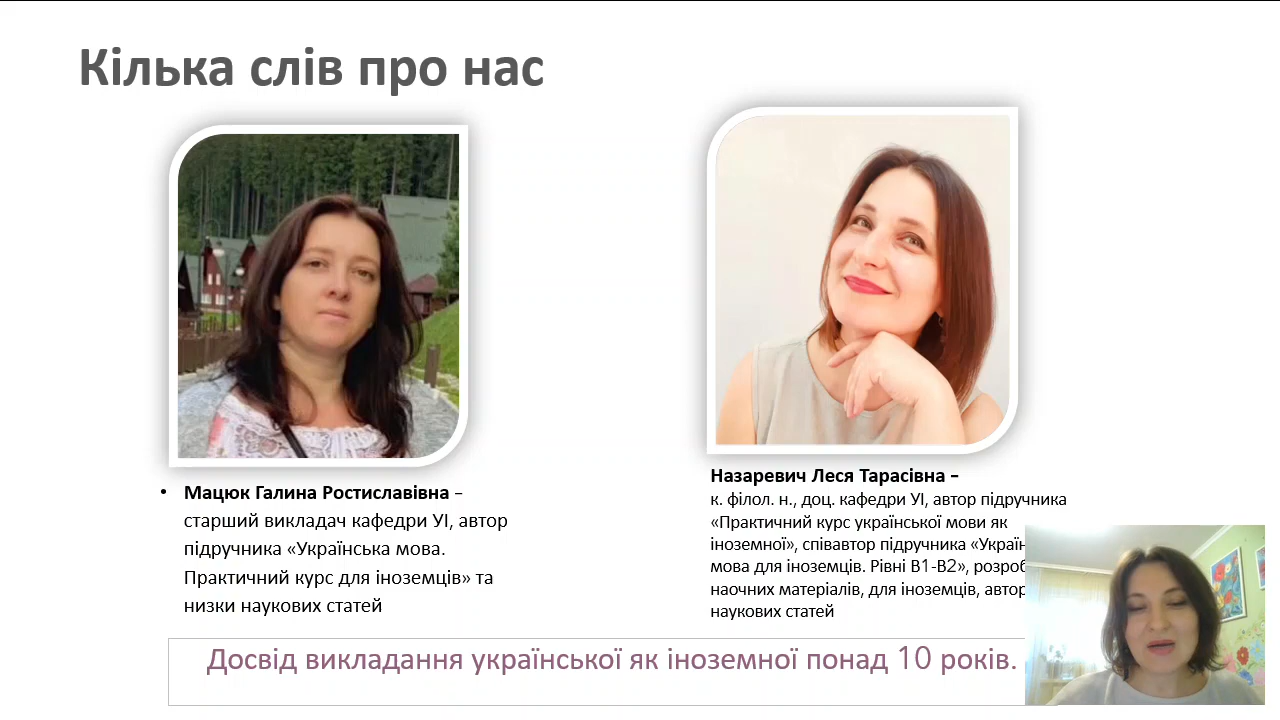 Кілька слів про нас
• Мацюк Галина Ростиславівна –
старший викладач кафедри УІ, автор
підручника «Українська мова.
Практичний курс для іноземців» та
низки наукових статей
Назаревич Леся Тарасівна –
к. філол. н., доц. кафедри УІ, автор підручника
«Практичний курс української мови як
іноземної», співавтор підручника
мова для іноземців. Рівні В1-В2»,
наочних матеріалів, для іноземців,
наукових статей
Досвід викладання української як іноземної понад 10 років.